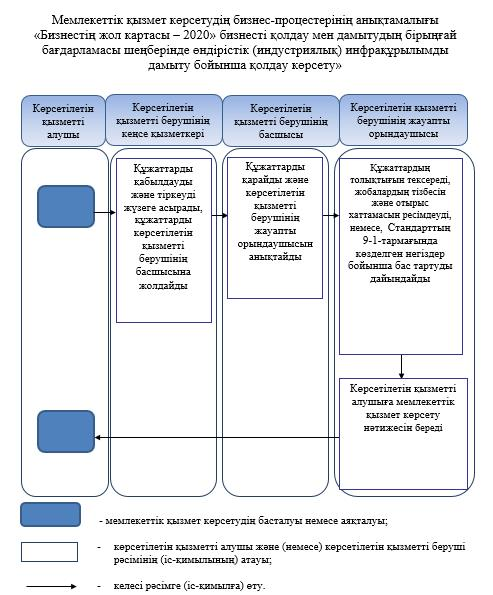 Мемлекеттік қызмет көрсетудің бизнес-процестерінің анықтамалығы
«Бизнестің жол картасы – 2020» бизнесті қолдау мен дамытудың бірыңғай
бағдарламасы шеңберінде өндірістік (индустриялық) инфрақұрылымды
дамыту бойынша қолдау көрсету»
Көрсетілетін
қызметті
алушы
Көрсетілетін
қызметті берушінің
кеңсе қызметкері
Көрсетілетін
қызметті берушінің
басшысы
Көрсетілетін қызметті
берушінің жауапты
орындаушысы
Құжаттарды
қабылдауды
және тіркеуді
жүзеге асырады,
құжаттарды
көрсетілетін
қызметті
берушінің
басшысына
жолдайды
Құжаттарды
қарайды және
көрсетілетін
қызметті
берушінің
жауапты
орындаушысын
анықтайды
Құжаттардың
толықтығын тексереді,
жобалардың тізбесін
және отырыс
хаттамасын ресімдеуді,
немесе, Стандарттың
9-1-тармағында
көзделген негіздер
бойынша бас тартуды
дайындайды
Көрсетілетін қызметті
алушыға мемлекеттік
қызмет көрсету
нәтижесін береді
- мемлекеттік қызмет көрсетудің басталуы немесе аяқталуы;
- көрсетілетін қызметті алушы және (немесе) көрсетілетін қызметті беруші
рәсімінің (іс-қимылының) атауы;
- келесі рәсімге (іс-қимылға) өту.